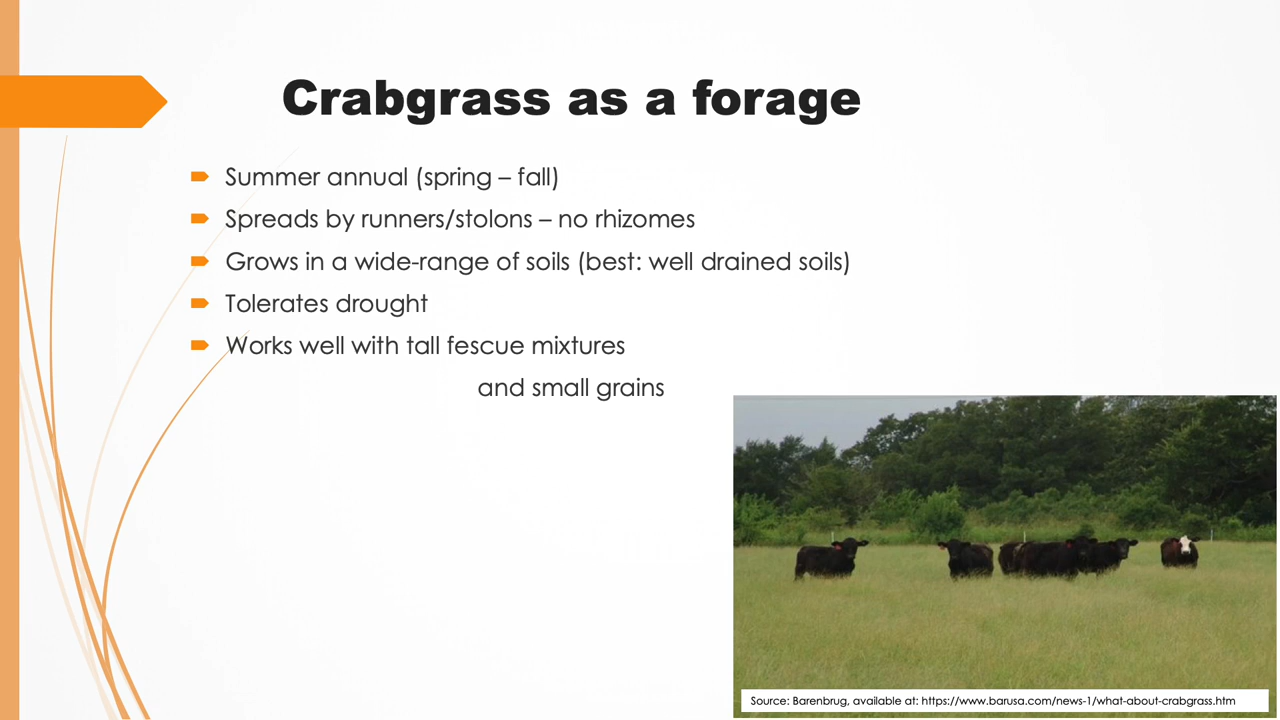 Crabgrass as a forage
Summer annual (spring – fall)
Spreads by runners/stolons – no rhizomes
Grows in a wide-range of soils (best: well drained soils)
Tolerates drought
Works well with tall fescue mixtures
and small grains
Source: Barenbrug, available at: https://www.barusa.com/news-1/what-about-crabgrass.htm